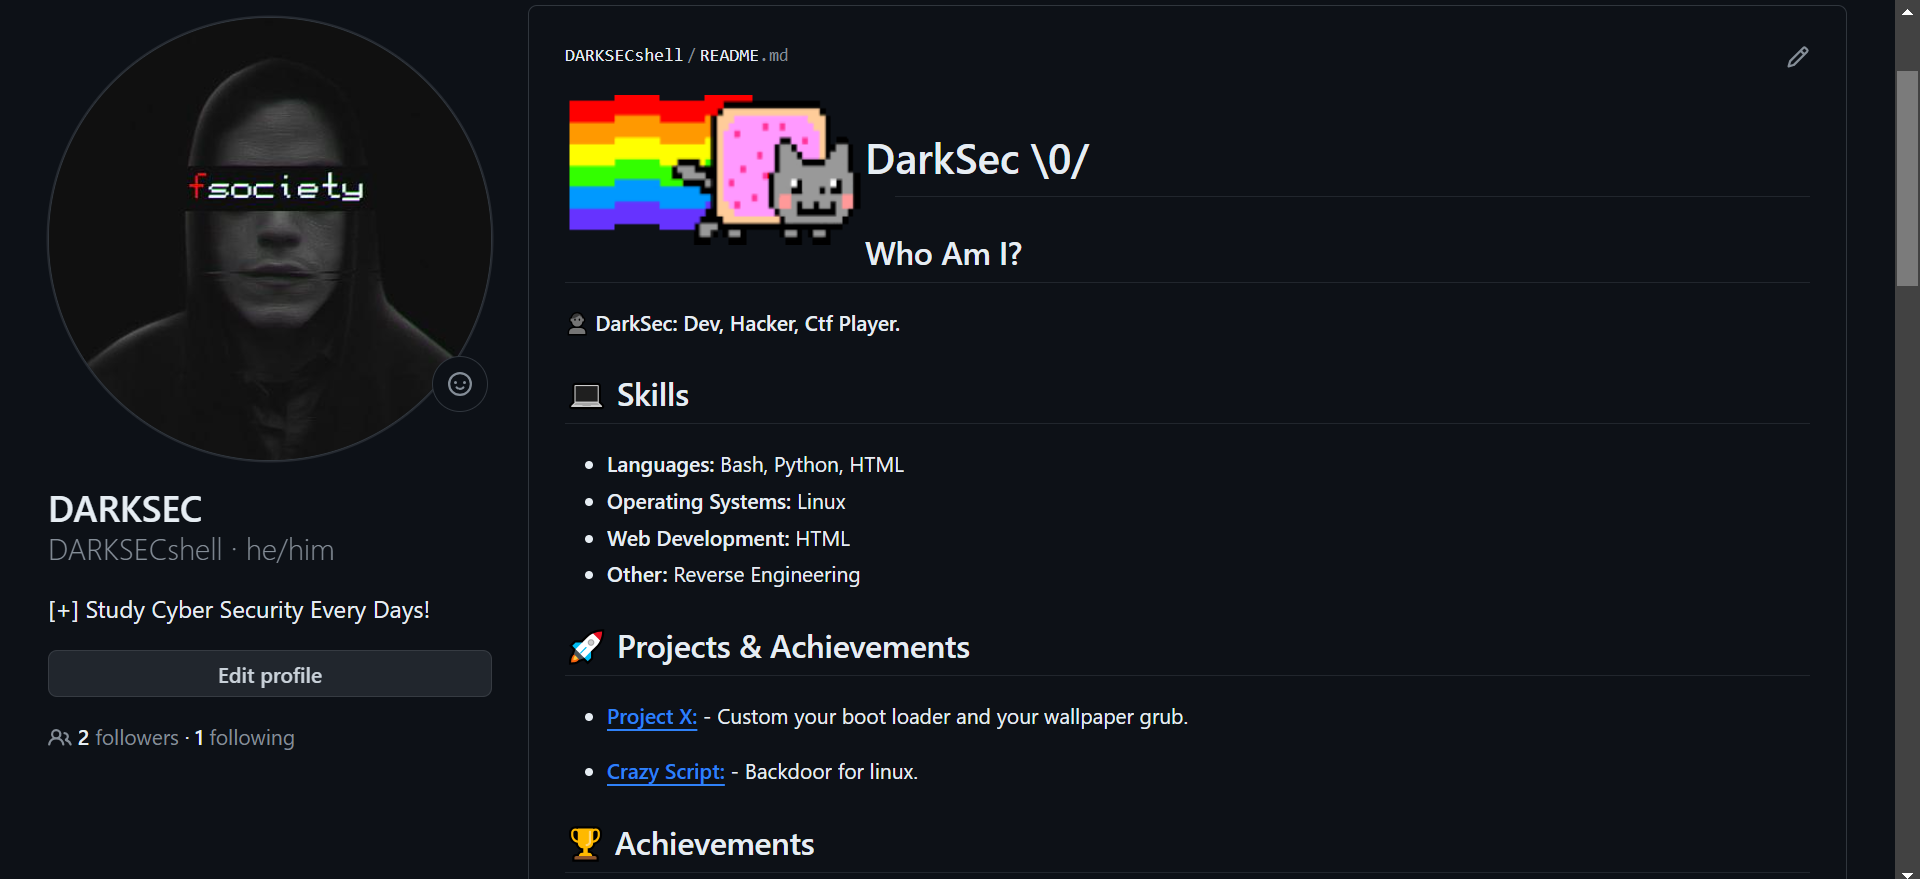 fsociety
DARKSEC
DARKSECshell · he/him
[+] Study Cyber Security Every Days!
Edit profile
2 followers · 1 following
DARKSECshell / README.md
DarkSec \0/
Who Am I?
DarkSec: Dev, Hacker, Ctf Player.
Skills
Languages: Bash, Python, HTML
Operating Systems: Linux
Web Development: HTML
Other: Reverse Engineering
Projects & Achievements
Project X: - Custom your boot loader and your wallpaper grub.
Crazy Script: - Backdoor for linux.
Achievements